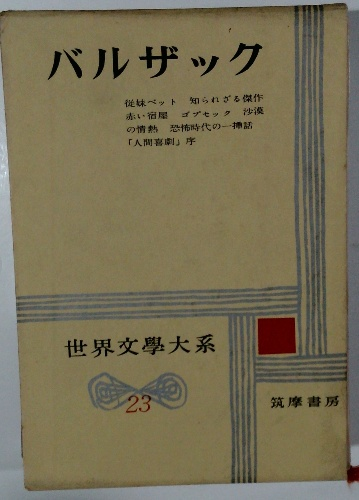 バルザック
従妹ベット 知られざる傑作
赤い宿屋 ゴプセック 沙漠
の情熱 恐怖時代の一挿話
「人間喜劇」序
世界文學大系
23
筑摩書房